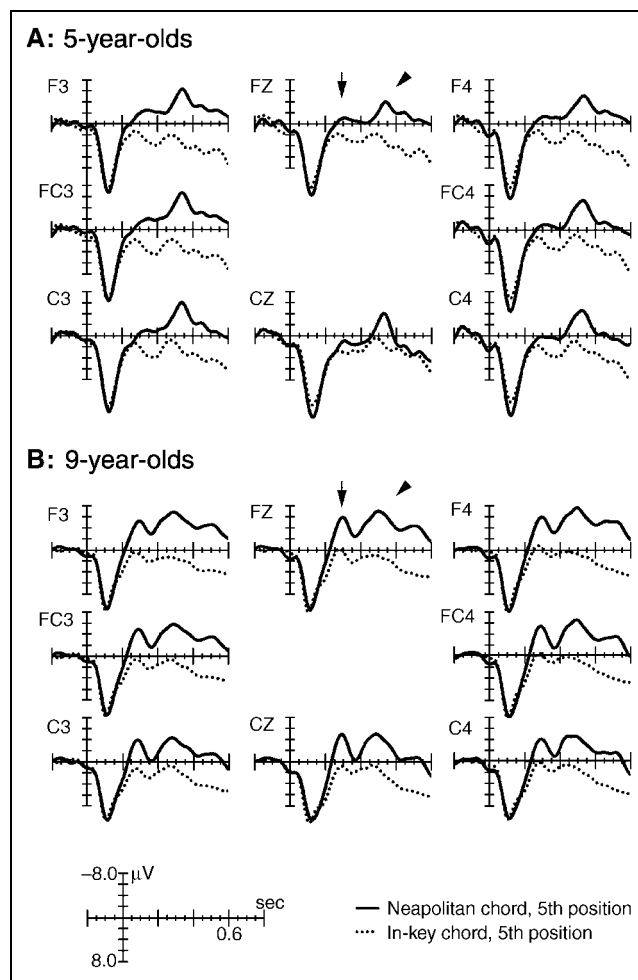 A: 5-year-olds
F3 FZ F4
FC3 FC4
C3 CZ C4
B: 9-year-olds
F3 FZ F4
FC3 FC4
C3 CZ C4
–8.0 µV
sec
0.6
8.0
Neapolitan chord, 5th position
In-key chord, 5th position